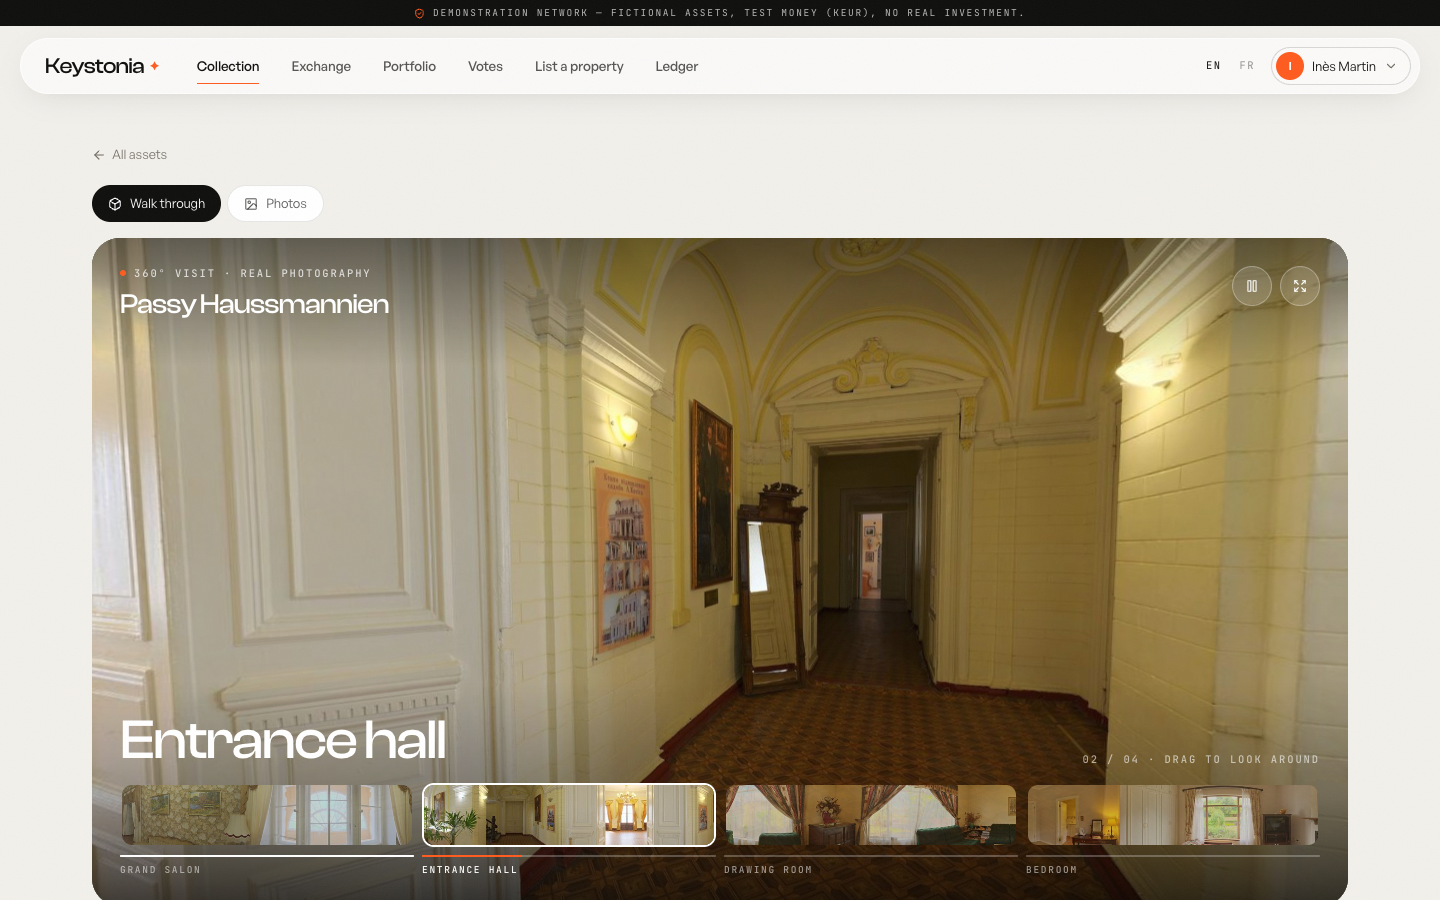 DEMONSTRATION NETWORK — FICTIONAL ASSETS, TEST MONEY (KEUR), NO REAL INVESTMENT.
Keystonia
Collection
Exchange
Portfolio
Votes
List a property
Ledger
EN
FR
I
Inès Martin
All assets
Walk through
Photos
360° VISIT · REAL PHOTOGRAPHY
Passy Haussmannien
Entrance hall
02 / 04 · DRAG TO LOOK AROUND
GRAND SALON
ENTRANCE HALL
DRAWING ROOM
BEDROOM